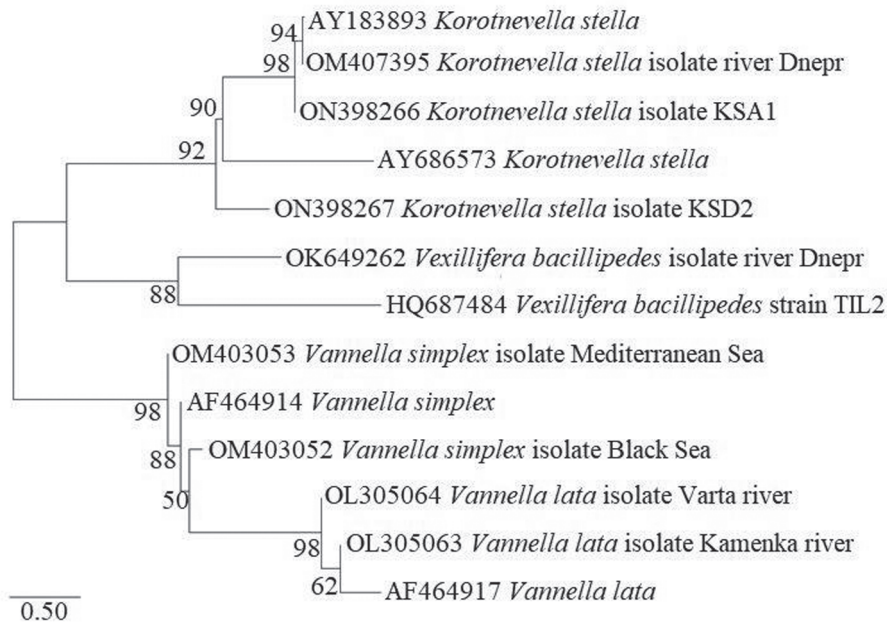 AY183893 Korotnevella stella
94
98
OM407395 Korotnevella stella isolate river Dnepr
90
ON398266 Korotnevella stella isolate KSA1
92
AY686573 Korotnevella stella
ON398267 Korotnevella stella isolate KSD2
OK649262 Vexillifera bacillipedes isolate river Dnepr
88
HQ687484 Vexillifera bacillipedes strain TIL2
OM403053 Vannella simplex isolate Mediterranean Sea
98
AF464914 Vannella simplex
88
OM403052 Vannella simplex isolate Black Sea
50
OL305064 Vannella lata isolate Varta river
98
OL305063 Vannella lata isolate Kamenka river
62
AF464917 Vannella lata
0.50